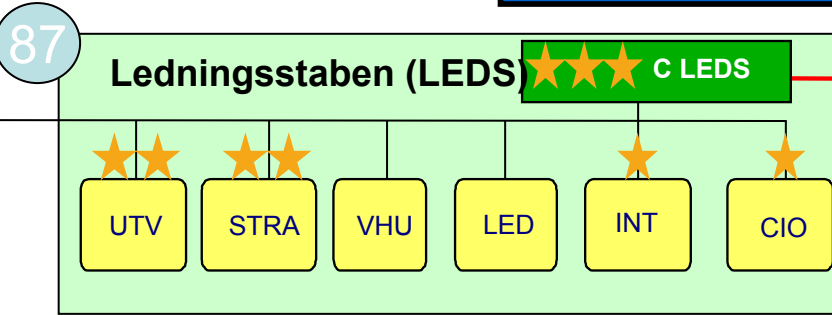 87
Ledningsstaben (LEDS)
C LEDS
UTV
STRA
VHU
LED
INT
CIO